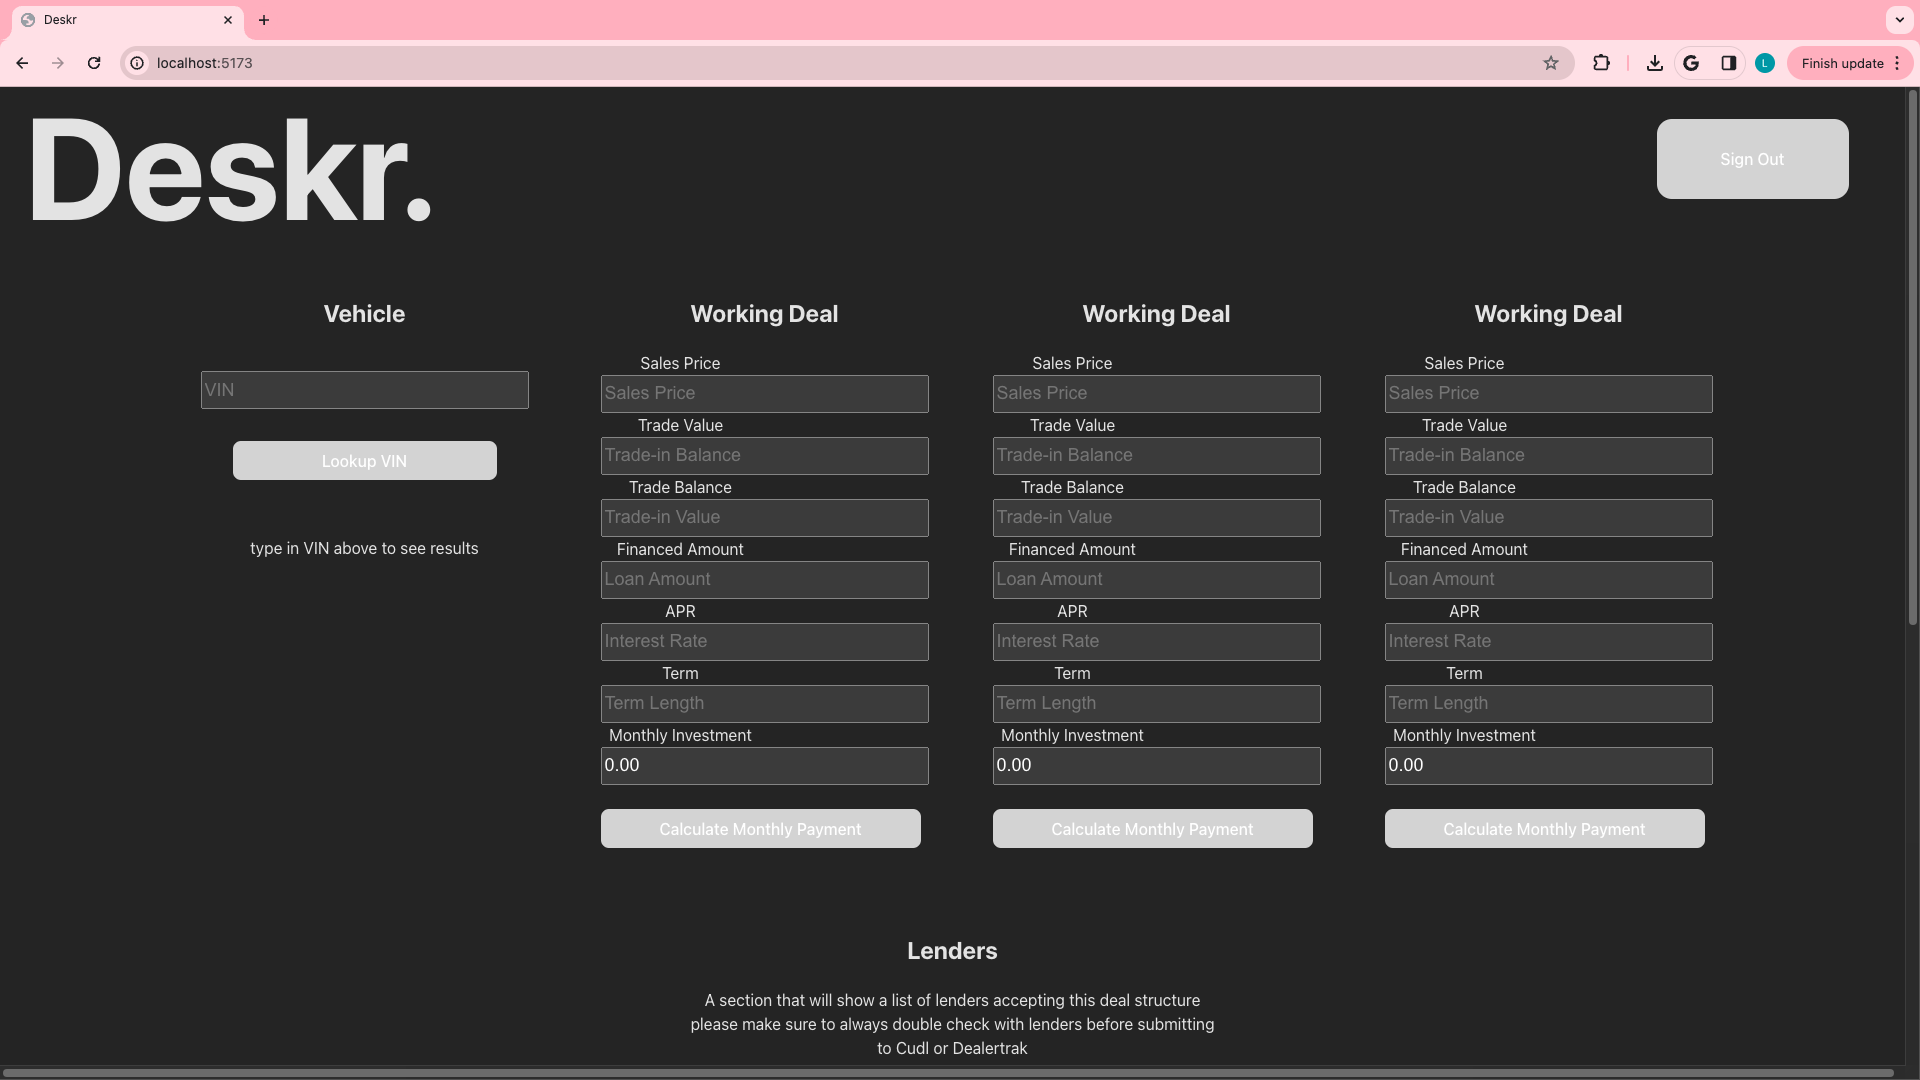 Deskr
localhost:5173
L
Finish update
Deskr.
Sign Out
Vehicle
VIN
Lookup VIN
type in VIN above to see results
Working Deal
Sales Price
Sales Price
Trade Value
Trade-in Balance
Trade Balance
Trade-in Value
Financed Amount
Loan Amount
APR
Interest Rate
Term
Term Length
Monthly Investment
0.00
Calculate Monthly Payment
Working Deal
Sales Price
Sales Price
Trade Value
Trade-in Balance
Trade Balance
Trade-in Value
Financed Amount
Loan Amount
APR
Interest Rate
Term
Term Length
Monthly Investment
0.00
Calculate Monthly Payment
Working Deal
Sales Price
Sales Price
Trade Value
Trade-in Balance
Trade Balance
Trade-in Value
Financed Amount
Loan Amount
APR
Interest Rate
Term
Term Length
Monthly Investment
0.00
Calculate Monthly Payment
Lenders
A section that will show a list of lenders accepting this deal structure
please make sure to always double check with lenders before submitting
to Cudl or Dealertrak